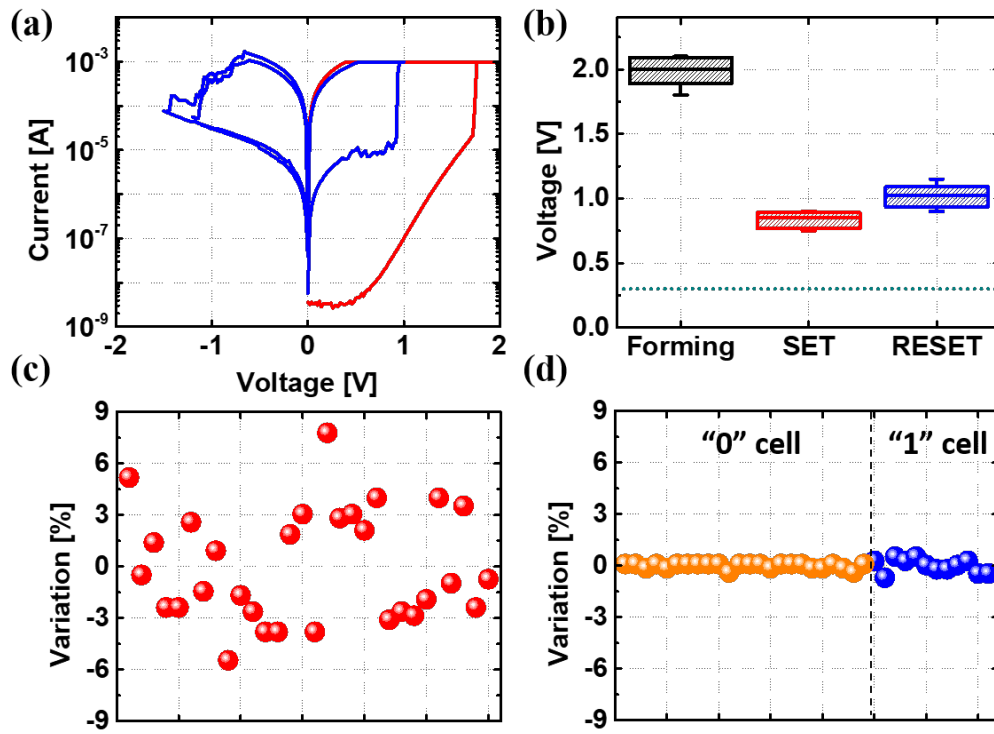 (a)
10⁻³
10⁻⁵
10⁻⁷
10⁻⁹
Current [A]
-2 -1 0 1 2
Voltage [V]
(b)
2.0
1.5
1.0
0.5
0.0
Voltage [V]
Forming SET RESET
(c)
9
6
3
0
-3
-6
-9
Variation [%]
(d)
9
6
3
0
-3
-6
-9
Variation [%]
“0” cell “1” cell